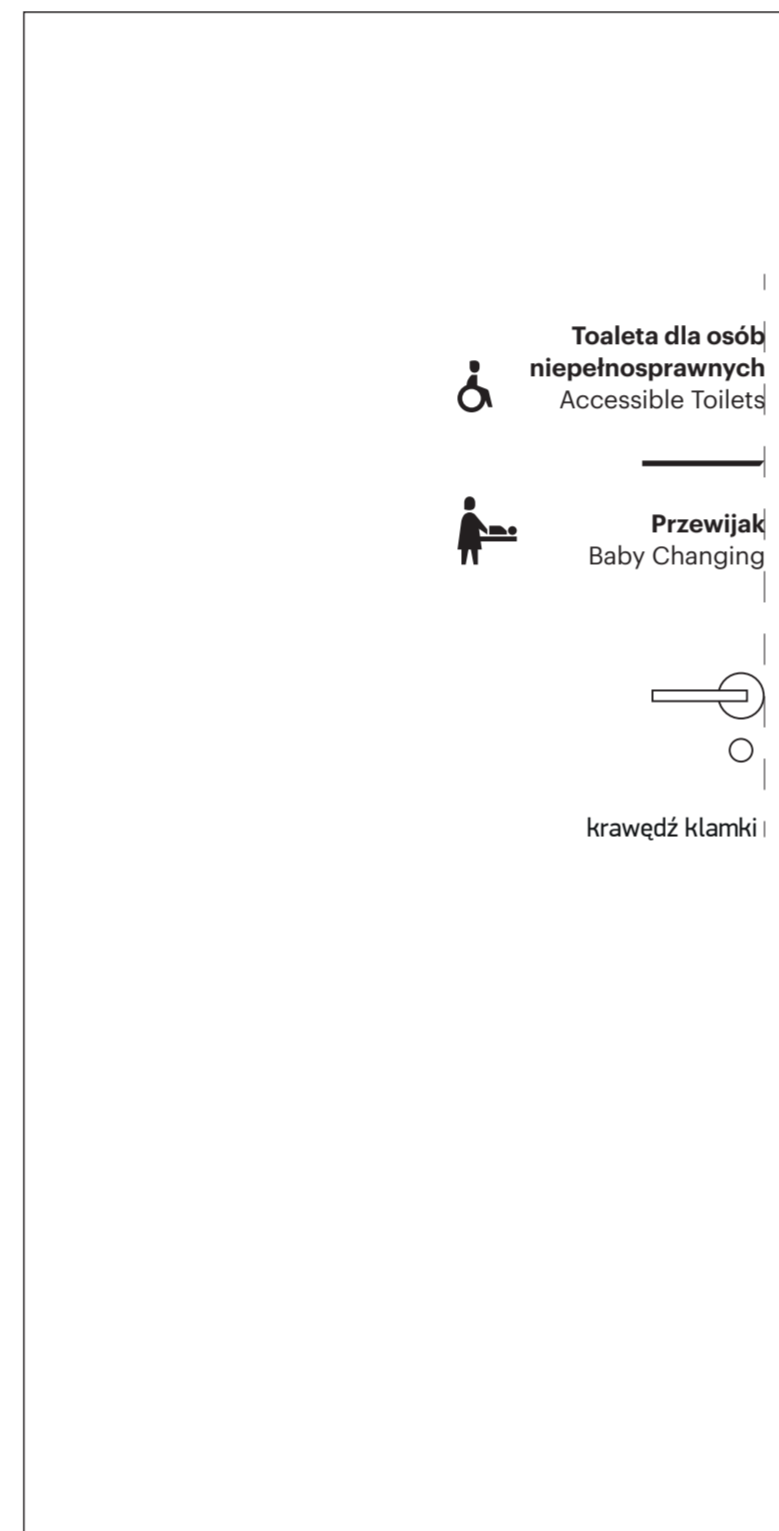 Toaleta dla osób
niepełnosprawnych
Accessible Toilets
Przewijak
Baby Changing
krawędź klamki